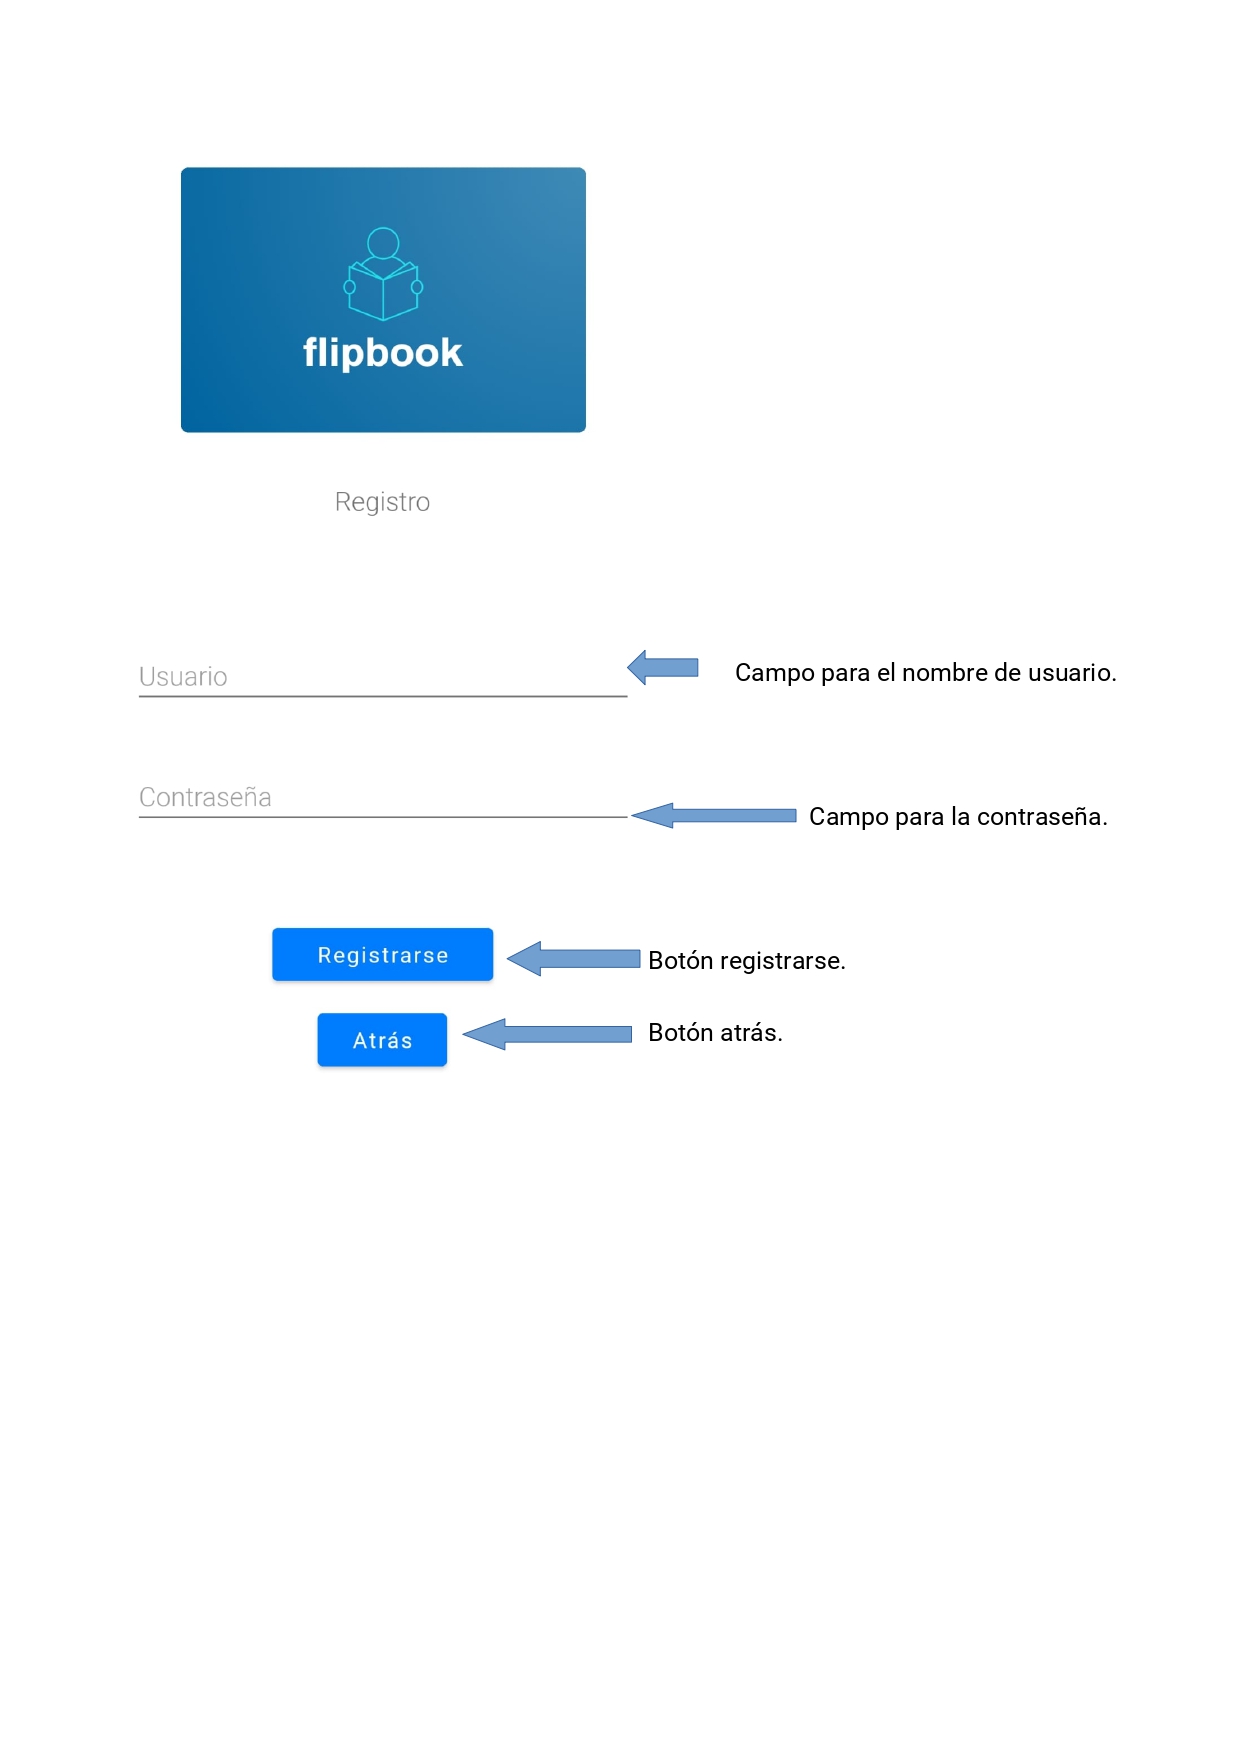 flipbook
Registro
Usuario
Campo para el nombre de usuario.
Contraseña
Campo para la contraseña.
Registrarse
Botón registrarse.
Atrás
Botón atrás.